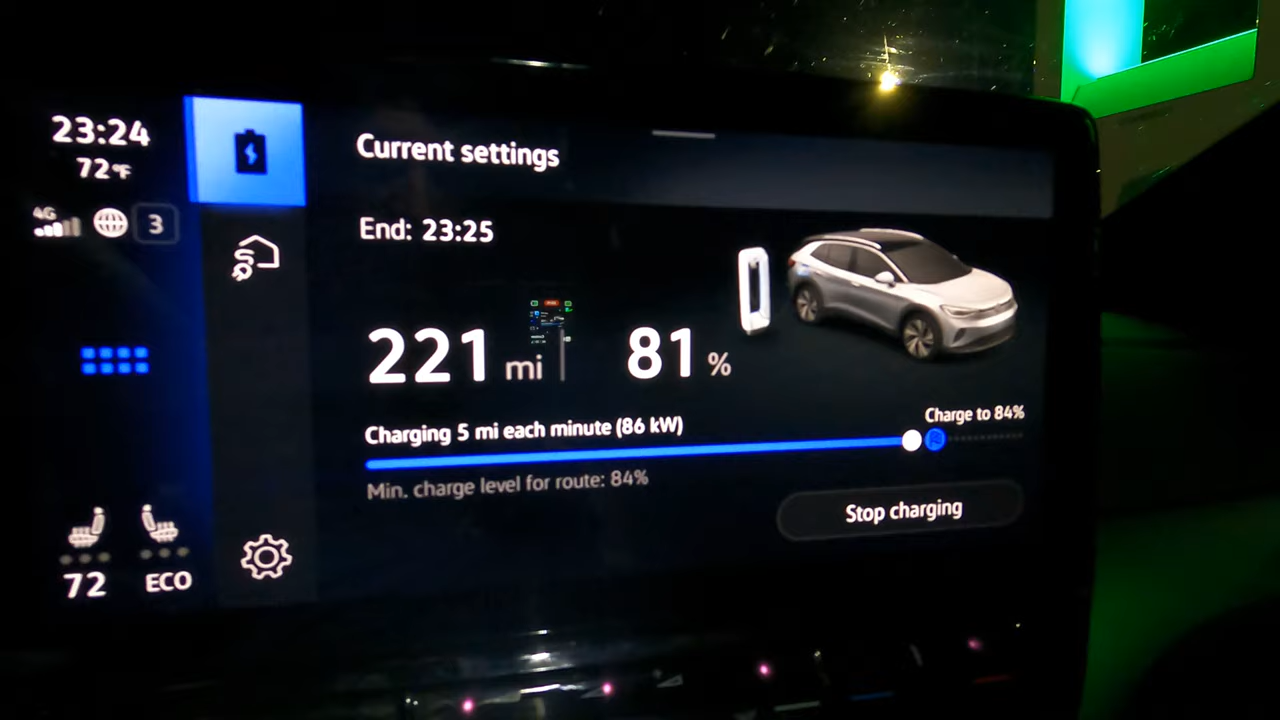 23:24
72°F
4G
3
Current settings
End: 23:25
221 mi
81 %
Charging 5 mi each minute (86 kW)
Charge to 84%
Min. charge level for route: 84%
Stop charging
72
ECO